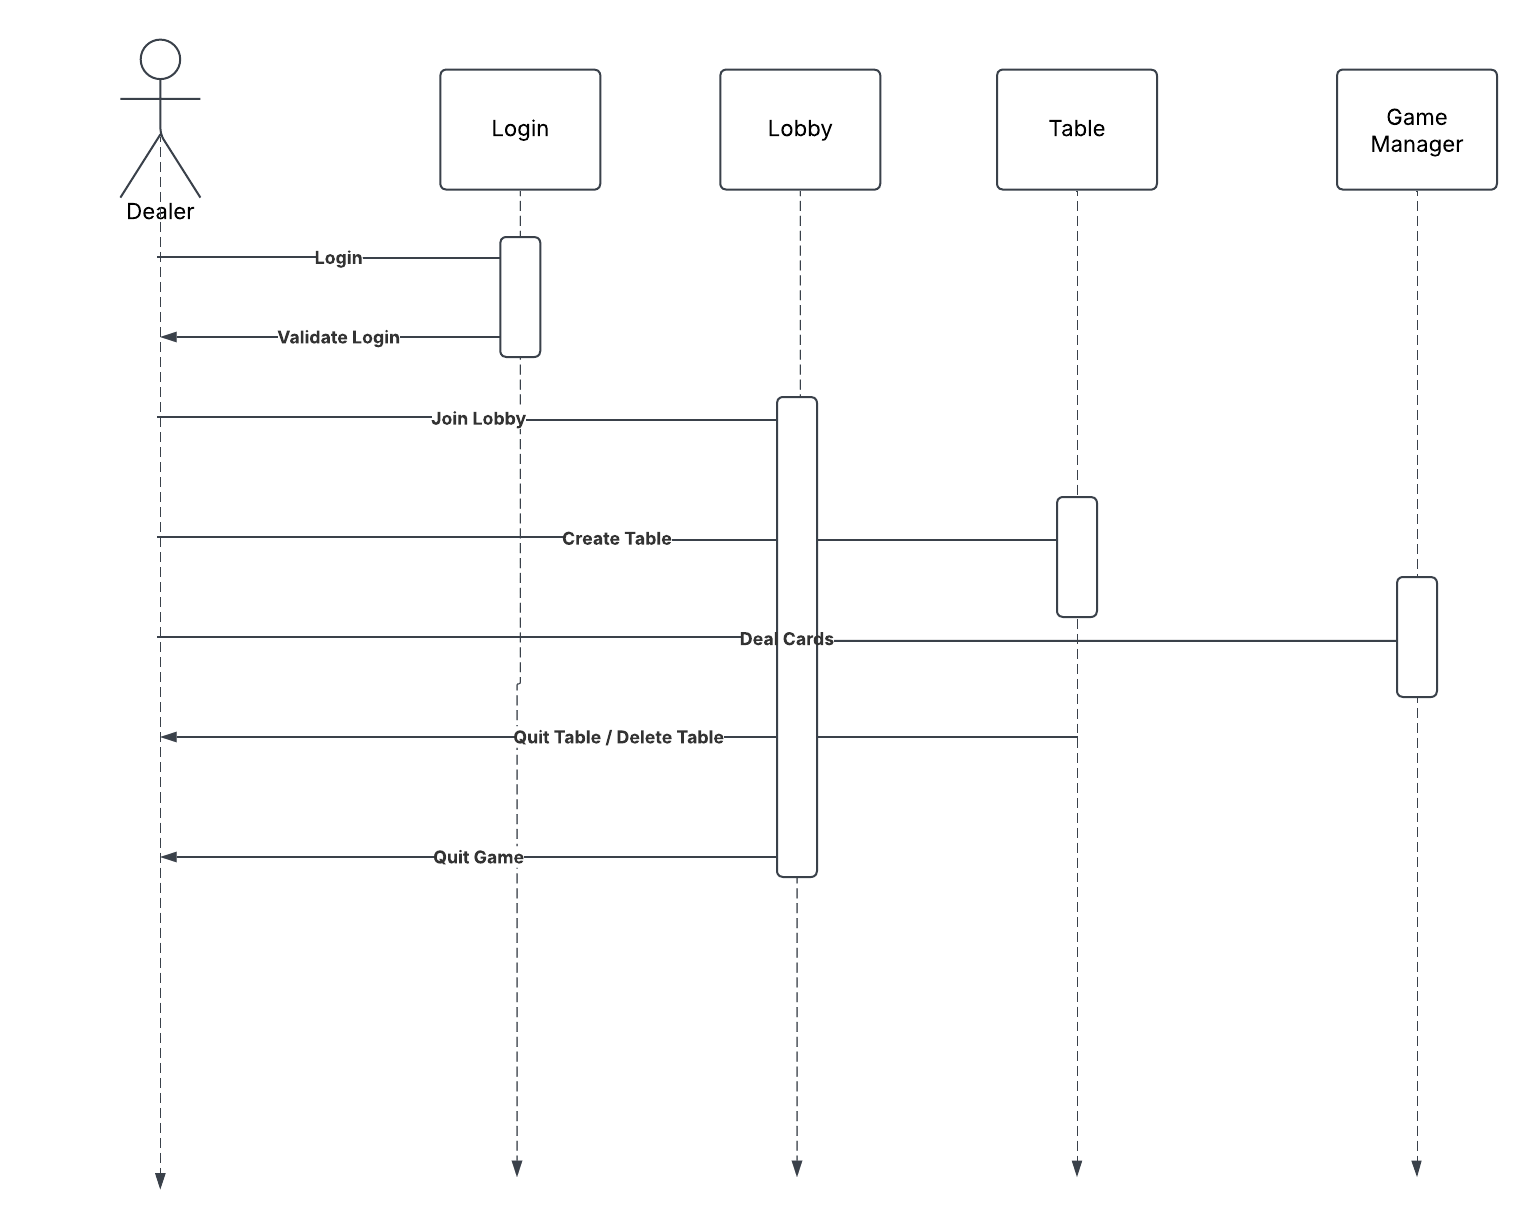 Login
Lobby
Table
Game
Manager
Dealer
Login
Validate Login
Join Lobby
Create Table
Deal Cards
Quit Table / Delete Table
Quit Game